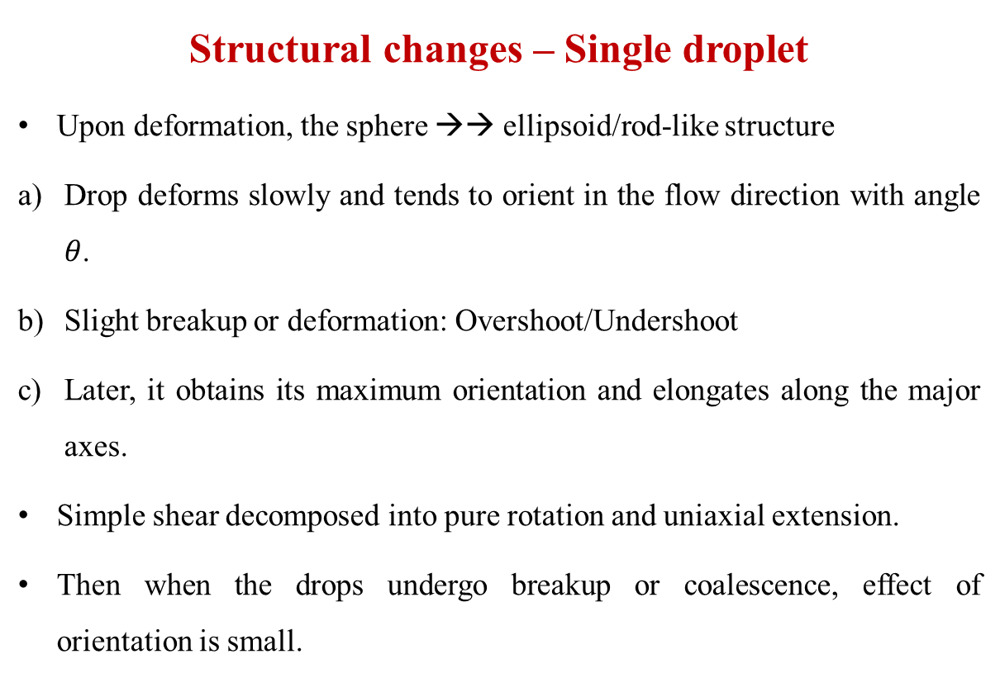 Structural changes – Single droplet
• Upon deformation, the sphere →→ ellipsoid/rod-like structure
a) Drop deforms slowly and tends to orient in the flow direction with angle
θ.
b) Slight breakup or deformation: Overshoot/Undershoot
c) Later, it obtains its maximum orientation and elongates along the major
axes.
• Simple shear decomposed into pure rotation and uniaxial extension.
• Then when the drops undergo breakup or coalescence, effect of
orientation is small.